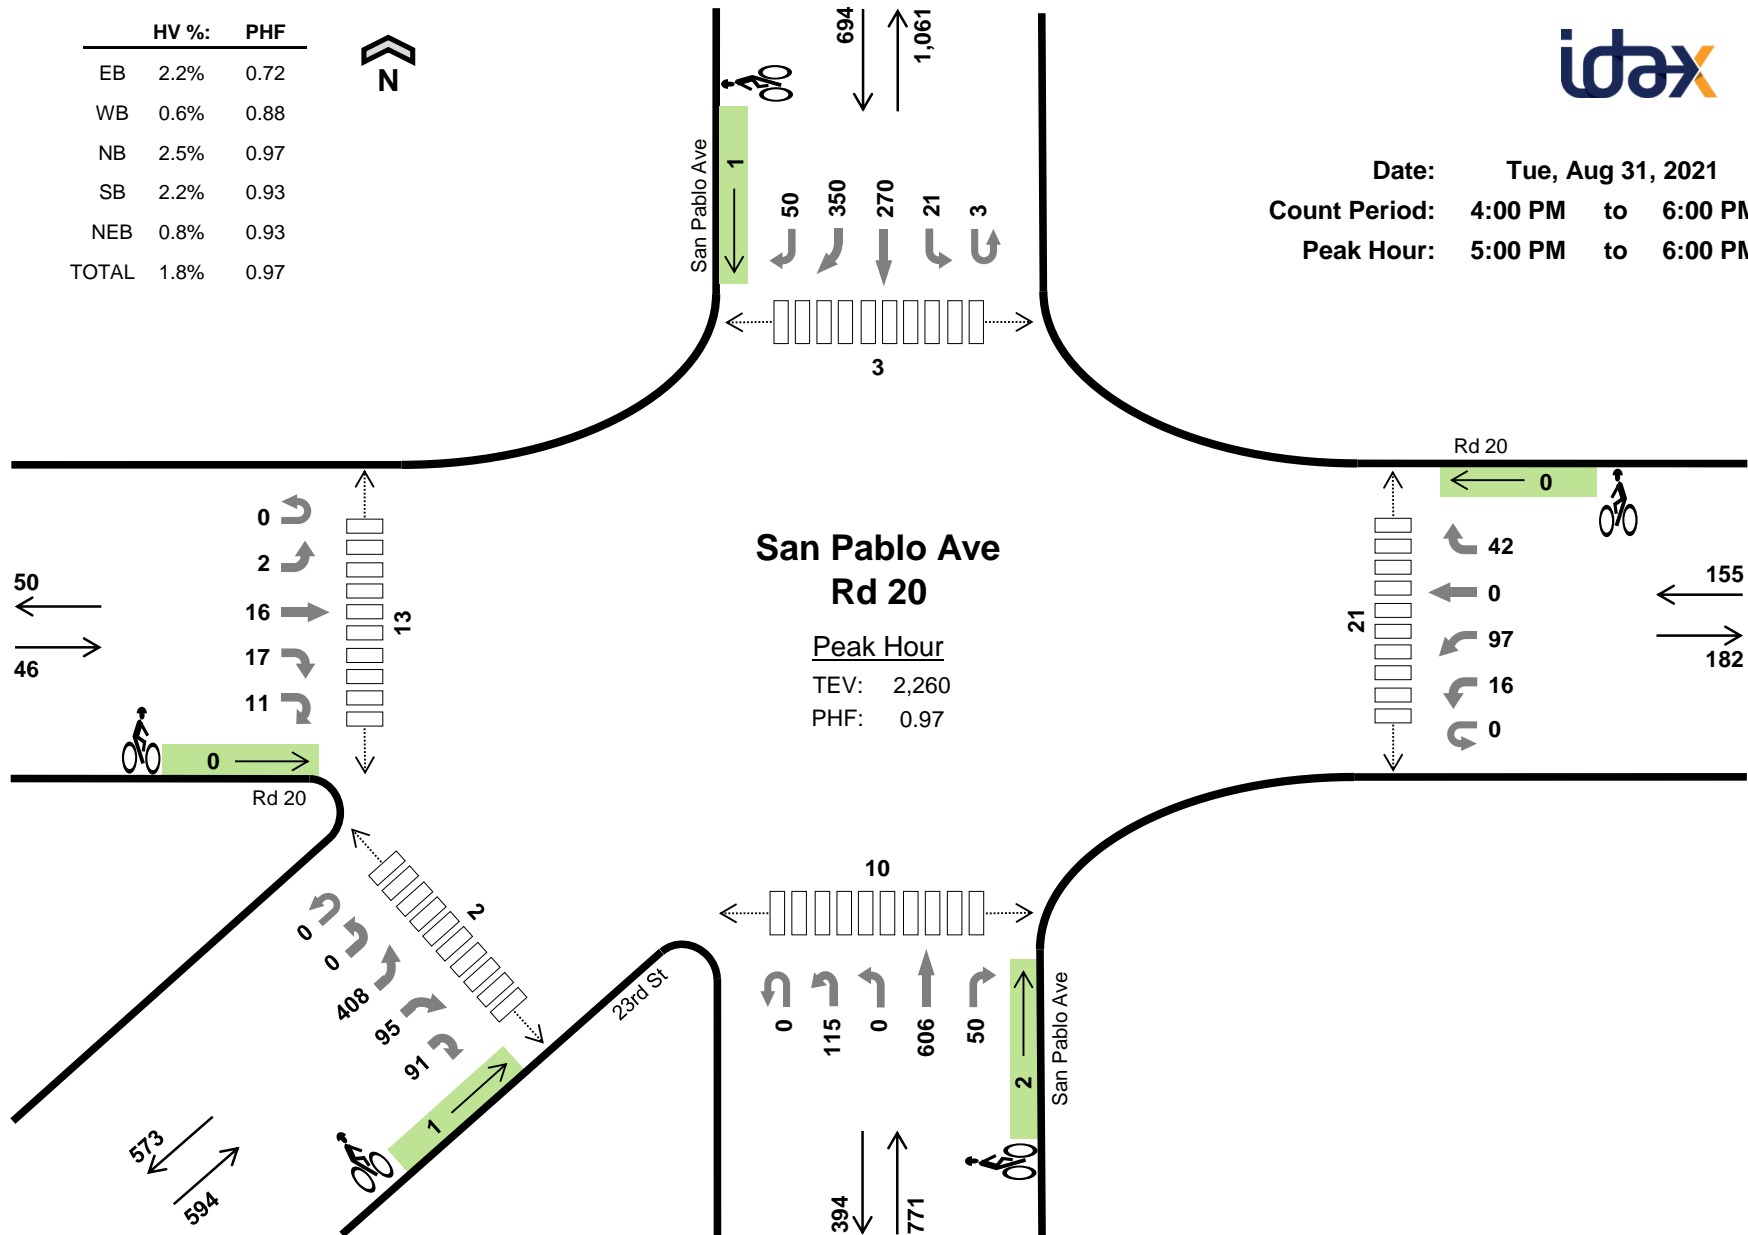 HV %: PHF
EB 2.2% 0.72
WB 0.6% 0.88
NB 2.5% 0.97
SB 2.2% 0.93
NEB 0.8% 0.93
TOTAL 1.8% 0.97
N
694
1,061
idax
Date: Tue, Aug 31, 2021
Count Period: 4:00 PM to 6:00 PM
Peak Hour: 5:00 PM to 6:00 PM
San Pablo Ave
1
50 350 270 21 3
3
Rd 20
0
0
2
16
17
11
13
50
46
0
Rd 20
San Pablo Ave
Rd 20
Peak Hour
TEV: 2,260
PHF: 0.97
21
42
0
97
16
0
155
182
2
0
0
408
95
91
1
23rd St
573
594
10
0 115 0 606 50
2
San Pablo Ave
394
771